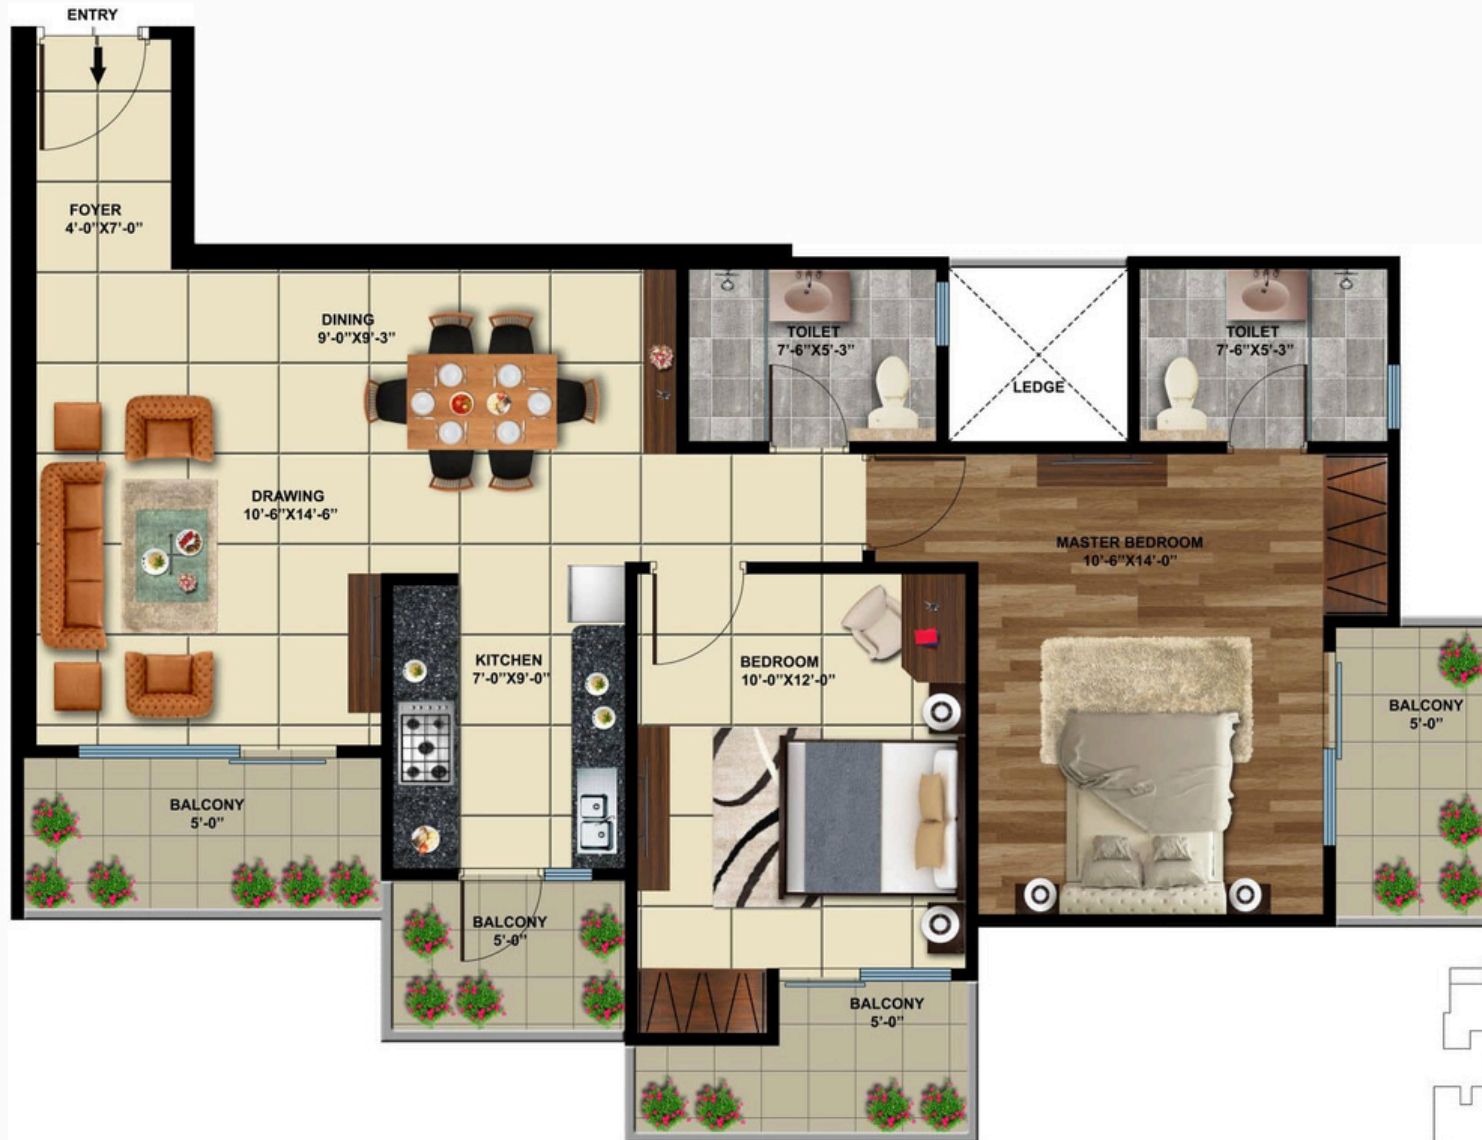 ENTRY
FOYER
4'-0"X7'-0"
DINING
9'-0"X9'-3"
TOILET
7'-6"X5'-3"
LEDGE
TOILET
7'-6"X5'-3"
DRAWING
10'-6"X14'-6"
MASTER BEDROOM
10'-6"X14'-0"
KITCHEN
7'-0"X9'-0"
BEDROOM
10'-0"X12'-0"
BALCONY
5'-0"
BALCONY
5'-0"
BALCONY
5'-0"
BALCONY
5'-0"